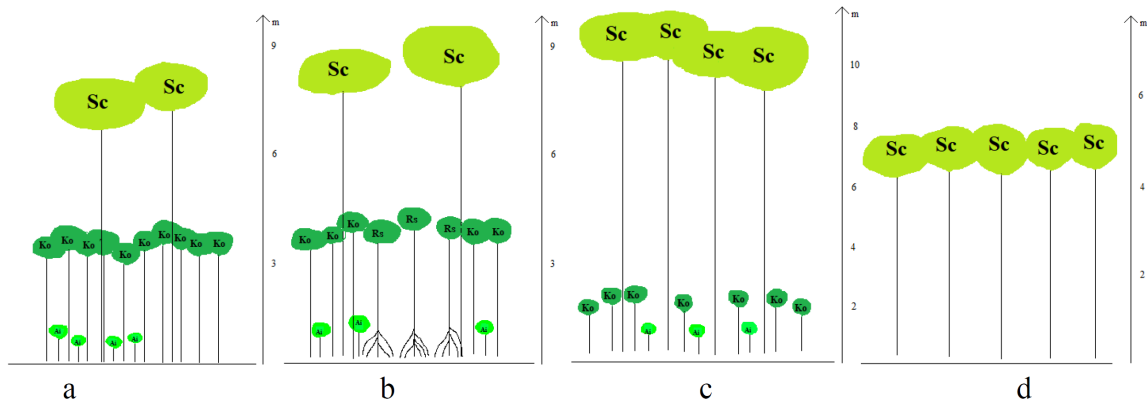 m
9
Sc Sc
6
Ko Ko Ko Ko Ko Ko Ko Ko Ko
3
Ai Ai Ai Ai
a
m
9
Sc Sc
6
Ko Ko Ko Rs Rs Rs Ko Ko
3
Ai Ai Ai
b
m
10
Sc Sc Sc Sc
8
6
4
2
Ko Ko Ko Ko Ko Ko Ko
Ai Ai Ai
c
m
6
Sc Sc Sc Sc Sc
4
2
d